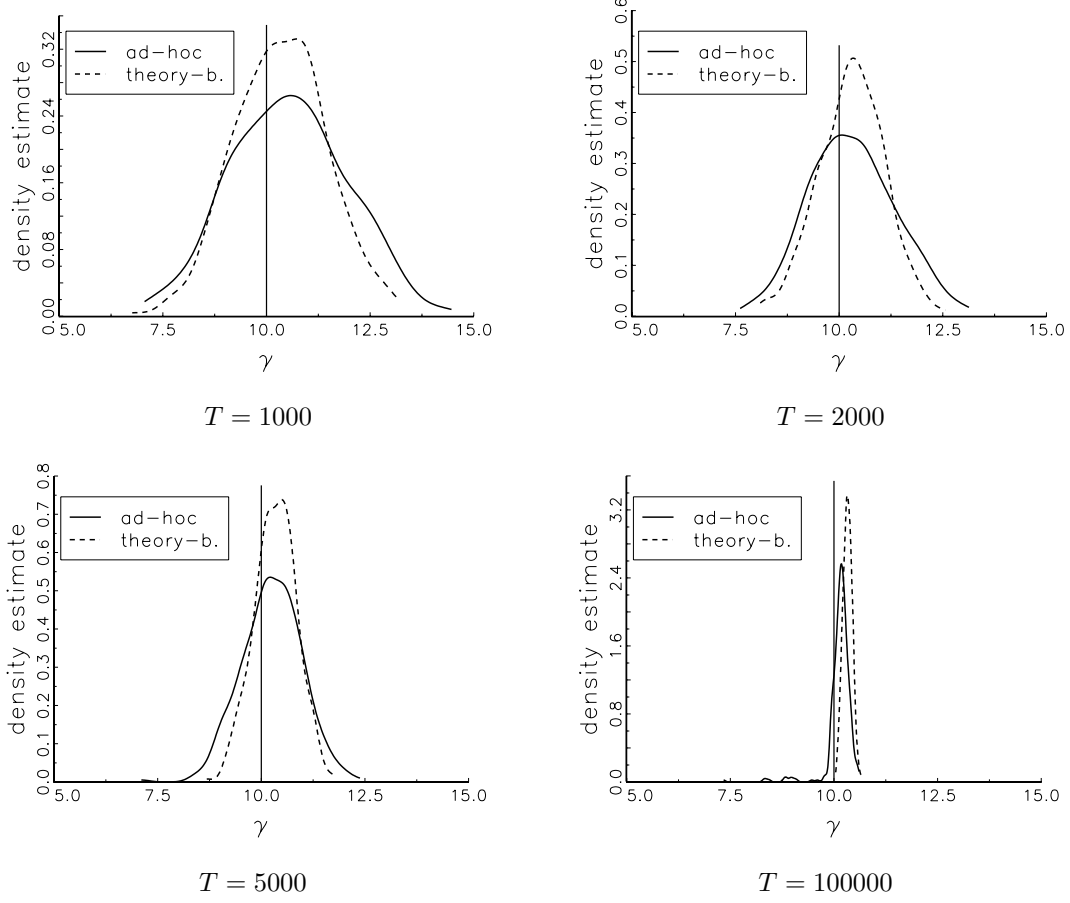 density estimate
0.00 0.08 0.16 0.24 0.32
ad-hoc
theory-b.
5.0 7.5 10.0 12.5 15.0
γ
T = 1000
density estimate
0.0 0.1 0.2 0.3 0.4 0.5 0.6
ad-hoc
theory-b.
5.0 7.5 10.0 12.5 15.0
γ
T = 2000
density estimate
0.0 0.1 0.2 0.3 0.4 0.5 0.6 0.7 0.8
ad-hoc
theory-b.
5.0 7.5 10.0 12.5 15.0
γ
T = 5000
density estimate
0.0 0.8 1.6 2.4 3.2
ad-hoc
theory-b.
5.0 7.5 10.0 12.5 15.0
γ
T = 100000